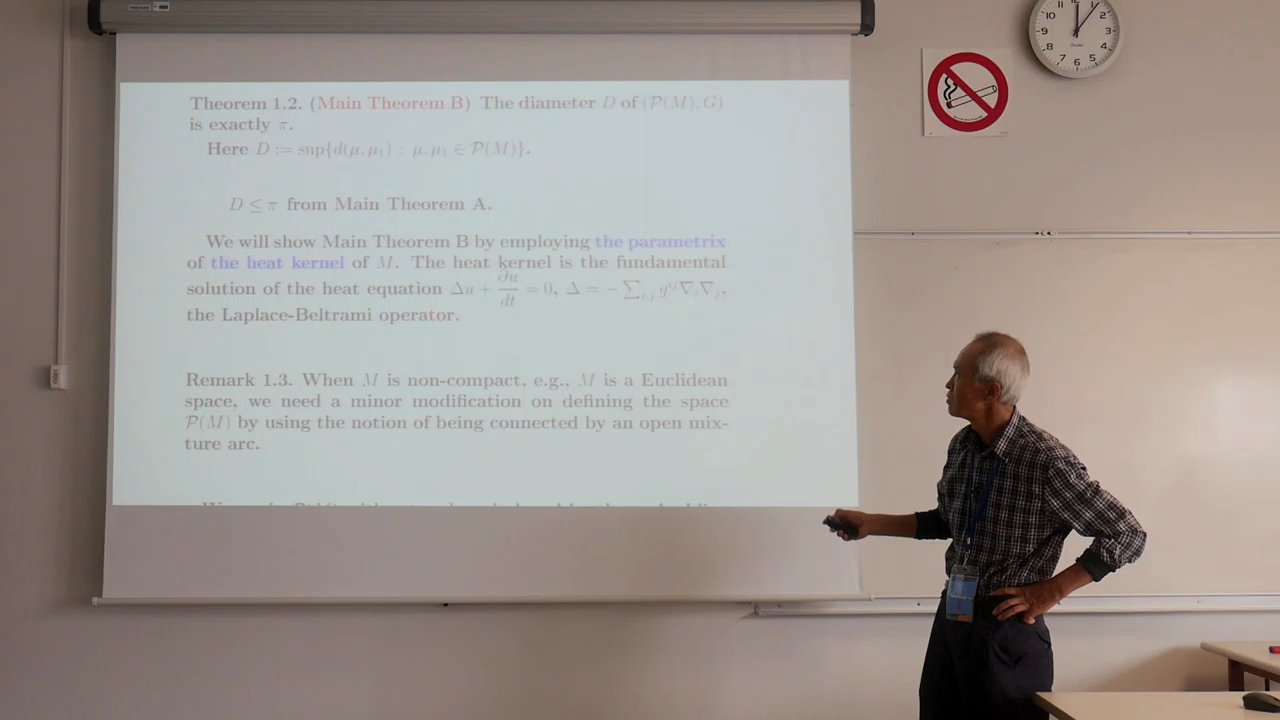 Theorem 1.2. (Main Theorem B) The diameter D of (𝒫(M), G)
is exactly π.
Here D := sup{d(μ, μ₁) : μ, μ₁ ∈ 𝒫(M)}.
D ≤ π from Main Theorem A.
We will show Main Theorem B by employing the parametrix
of the heat kernel of M. The heat kernel is the fundamental
solution of the heat equation Δu + ∂u/dt = 0, Δ = − ∑_{i,j} g^{ij}∇_i∇_j,
the Laplace-Beltrami operator.
Remark 1.3. When M is non-compact, e.g., M is a Euclidean
space, we need a minor modification on defining the space
𝒫(M) by using the notion of being connected by an open mix-
ture arc.